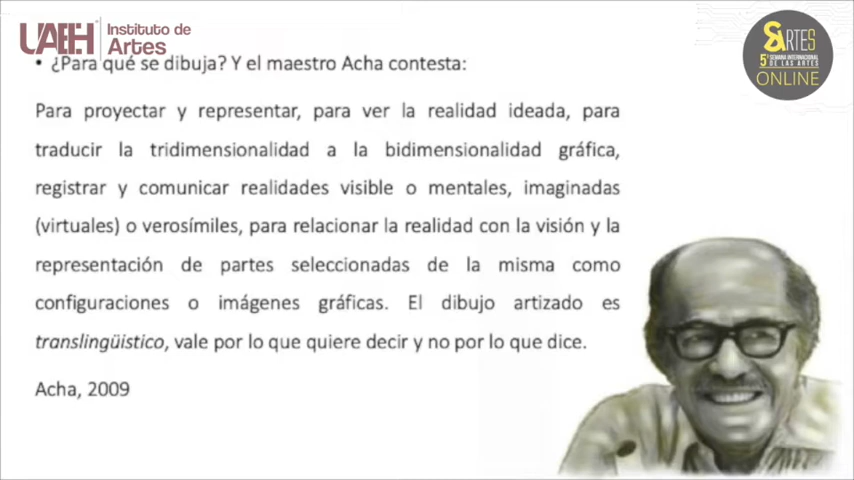 UAEH Instituto de
Artes
SARTES
5ª SEMANA INTERNACIONAL
DE LAS ARTES
ONLINE
• ¿Para qué se dibuja? Y el maestro Acha contesta:
Para proyectar y representar, para ver la realidad ideada, para
traducir la tridimensionalidad a la bidimensionalidad gráfica,
registrar y comunicar realidades visible o mentales, imaginadas
(virtuales) o verosímiles, para relacionar la realidad con la visión y la
representación de partes seleccionadas de la misma como
configuraciones o imágenes gráficas. El dibujo artizado es
translingüistico, vale por lo que quiere decir y no por lo que dice.
Acha, 2009